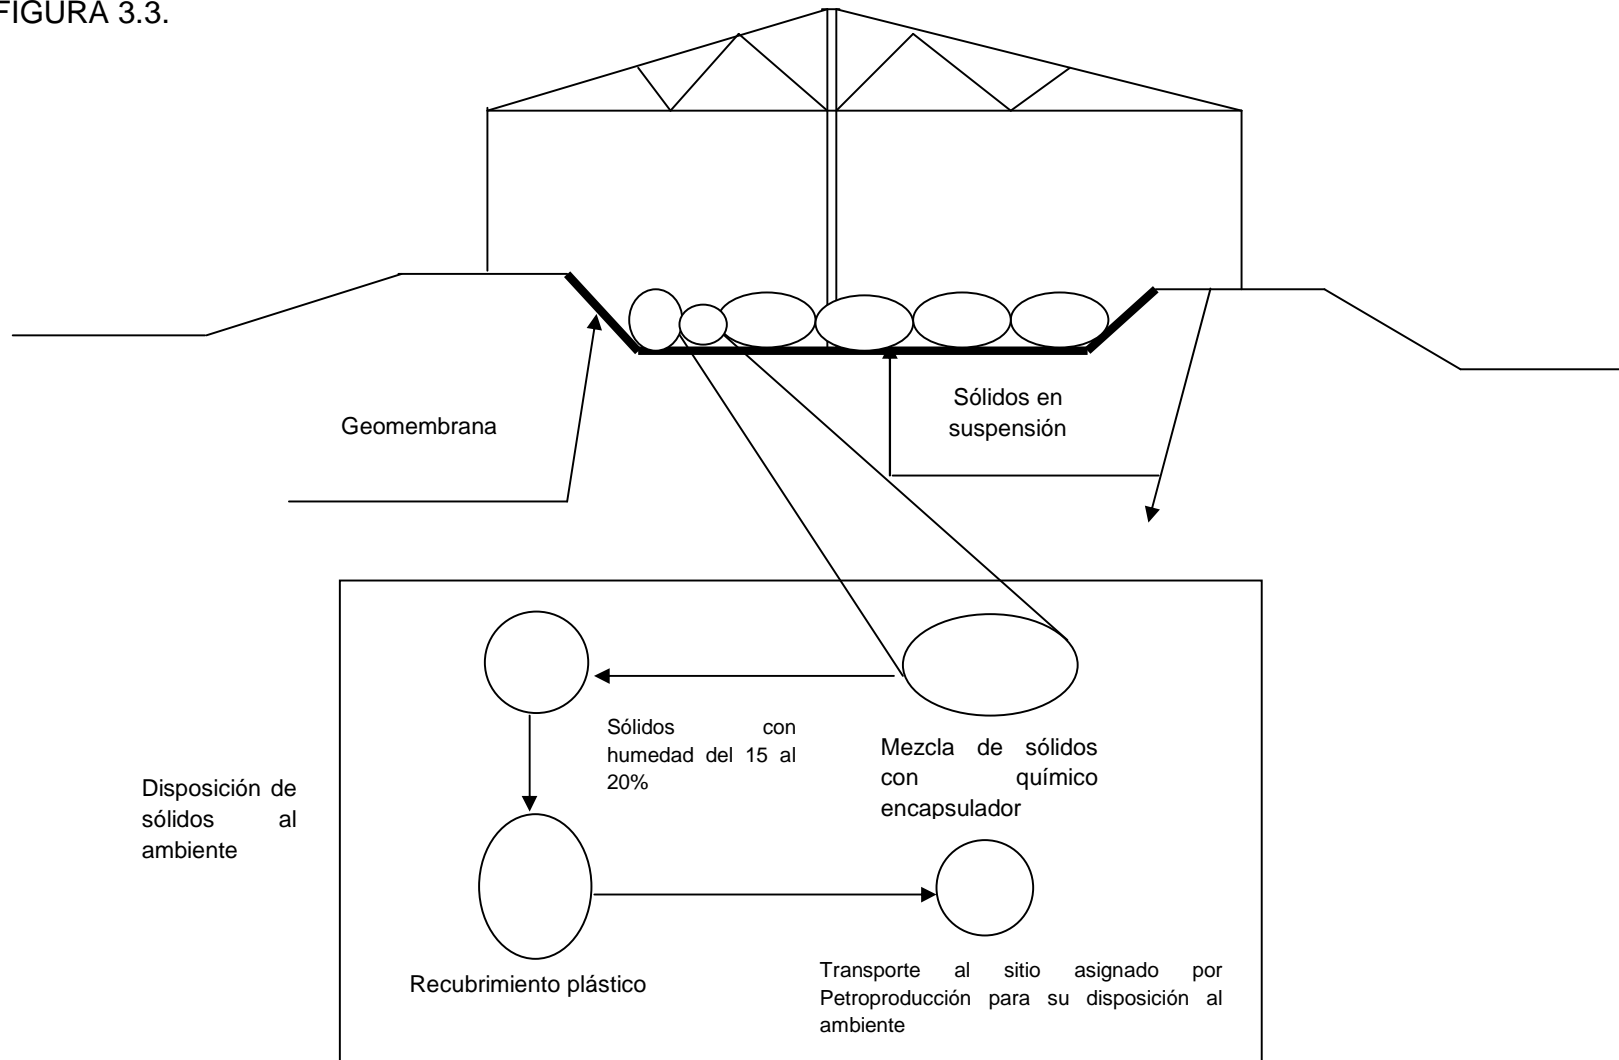 FIGURA 3.3.
Geomembrana
Sólidos en
suspensión
Sólidos con
humedad del 15 al
20%
Mezcla de sólidos
con químico
encapsulador
Disposición de
sólidos al
ambiente
Recubrimiento plástico
Transporte al sitio asignado por
Petroproducción para su disposición al
ambiente